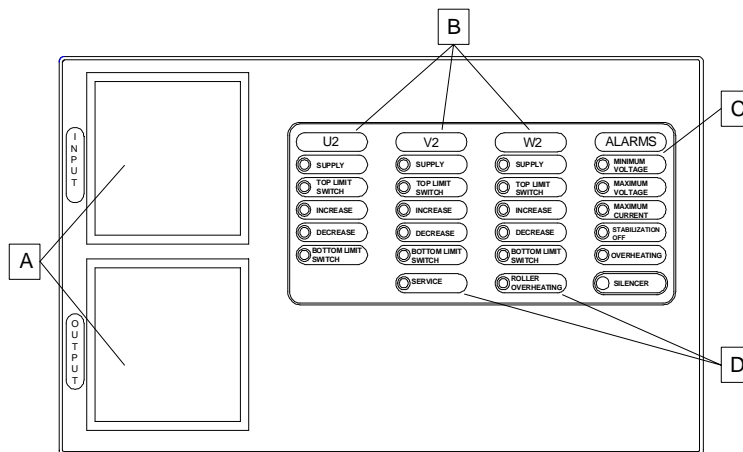 B
C
INPUT
U2
V2
W2
ALARMS
SUPPLY
SUPPLY
SUPPLY
MINIMUM
VOLTAGE
TOP LIMIT
SWITCH
TOP LIMIT
SWITCH
TOP LIMIT
SWITCH
MAXIMUM
VOLTAGE
INCREASE
INCREASE
INCREASE
MAXIMUM
CURRENT
DECREASE
DECREASE
DECREASE
STABILIZATION
OFF
BOTTOM LIMIT
SWITCH
BOTTOM LIMIT
SWITCH
BOTTOM LIMIT
SWITCH
OVERHEATING
SERVICE
ROLLER
OVERHEATING
SILENCER
A
OUTPUT
D